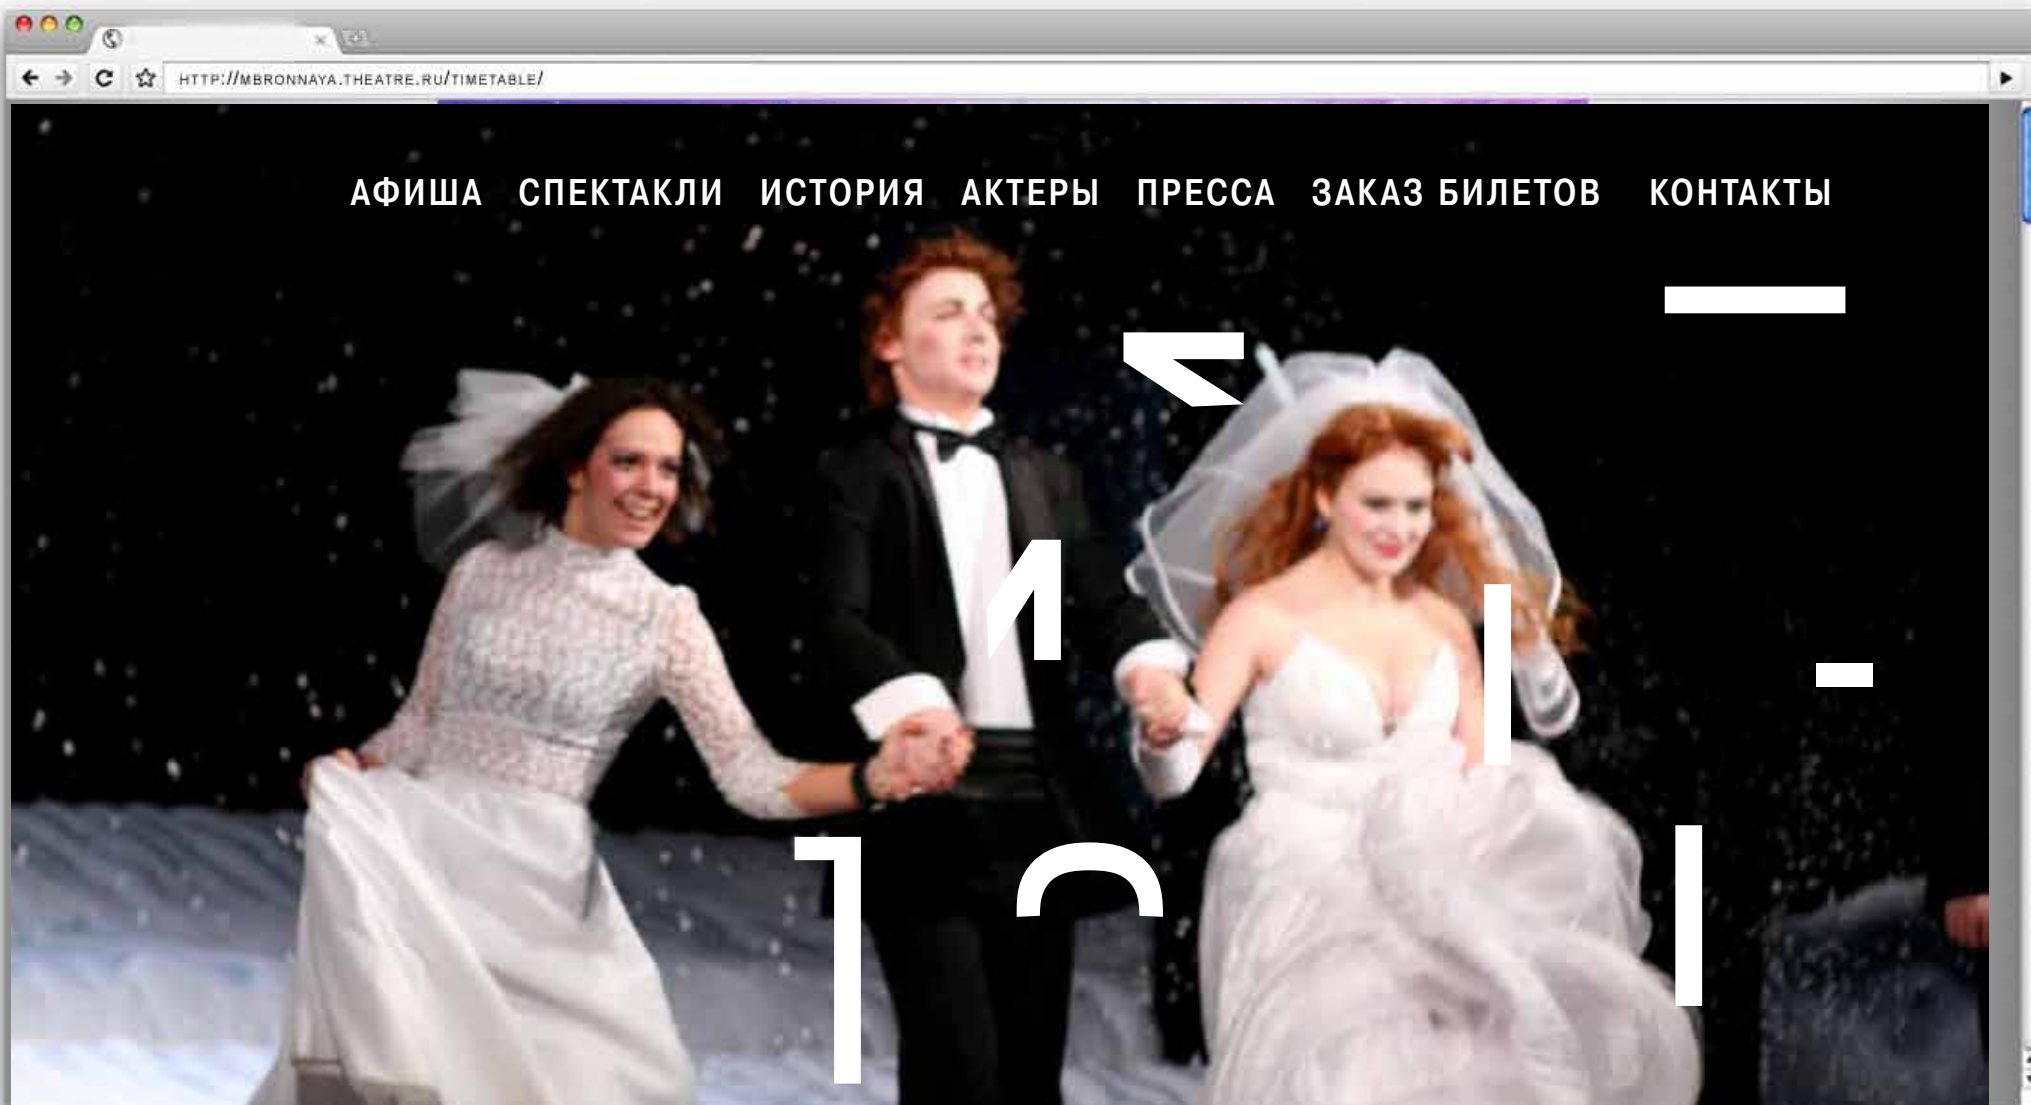 HTTP://MBRONNAYA.THEATRE.RU/TIMETABLE/
АФИША СПЕКТАКЛИ ИСТОРИЯ АКТЕРЫ ПРЕССА ЗАКАЗ БИЛЕТОВ КОНТАКТЫ